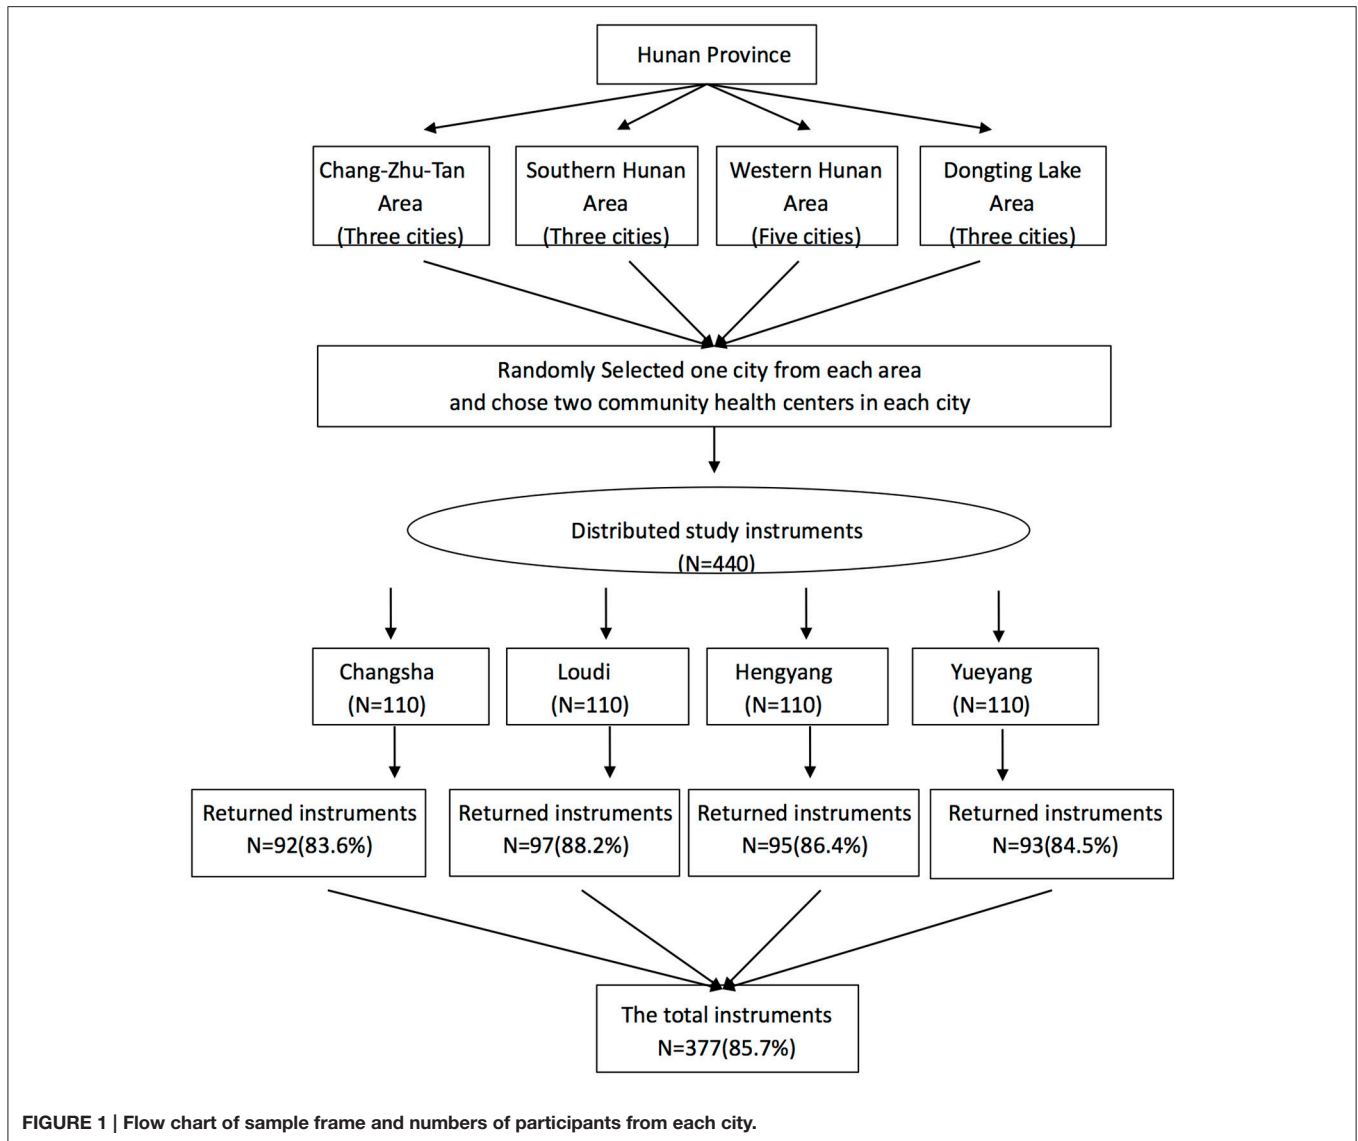 Hunan Province
Chang-Zhu-Tan
Area
(Three cities)
Southern Hunan
Area
(Three cities)
Western Hunan
Area
(Five cities)
Dongting Lake
Area
(Three cities)
Randomly Selected one city from each area
and chose two community health centers in each city
Distributed study instruments
(N=440)
Changsha
(N=110)
Loudi
(N=110)
Hengyang
(N=110)
Yueyang
(N=110)
Returned instruments
N=92(83.6%)
Returned instruments
N=97(88.2%)
Returned instruments
N=95(86.4%)
Returned instruments
N=93(84.5%)
The total instruments
N=377(85.7%)
FIGURE 1 | Flow chart of sample frame and numbers of participants from each city.